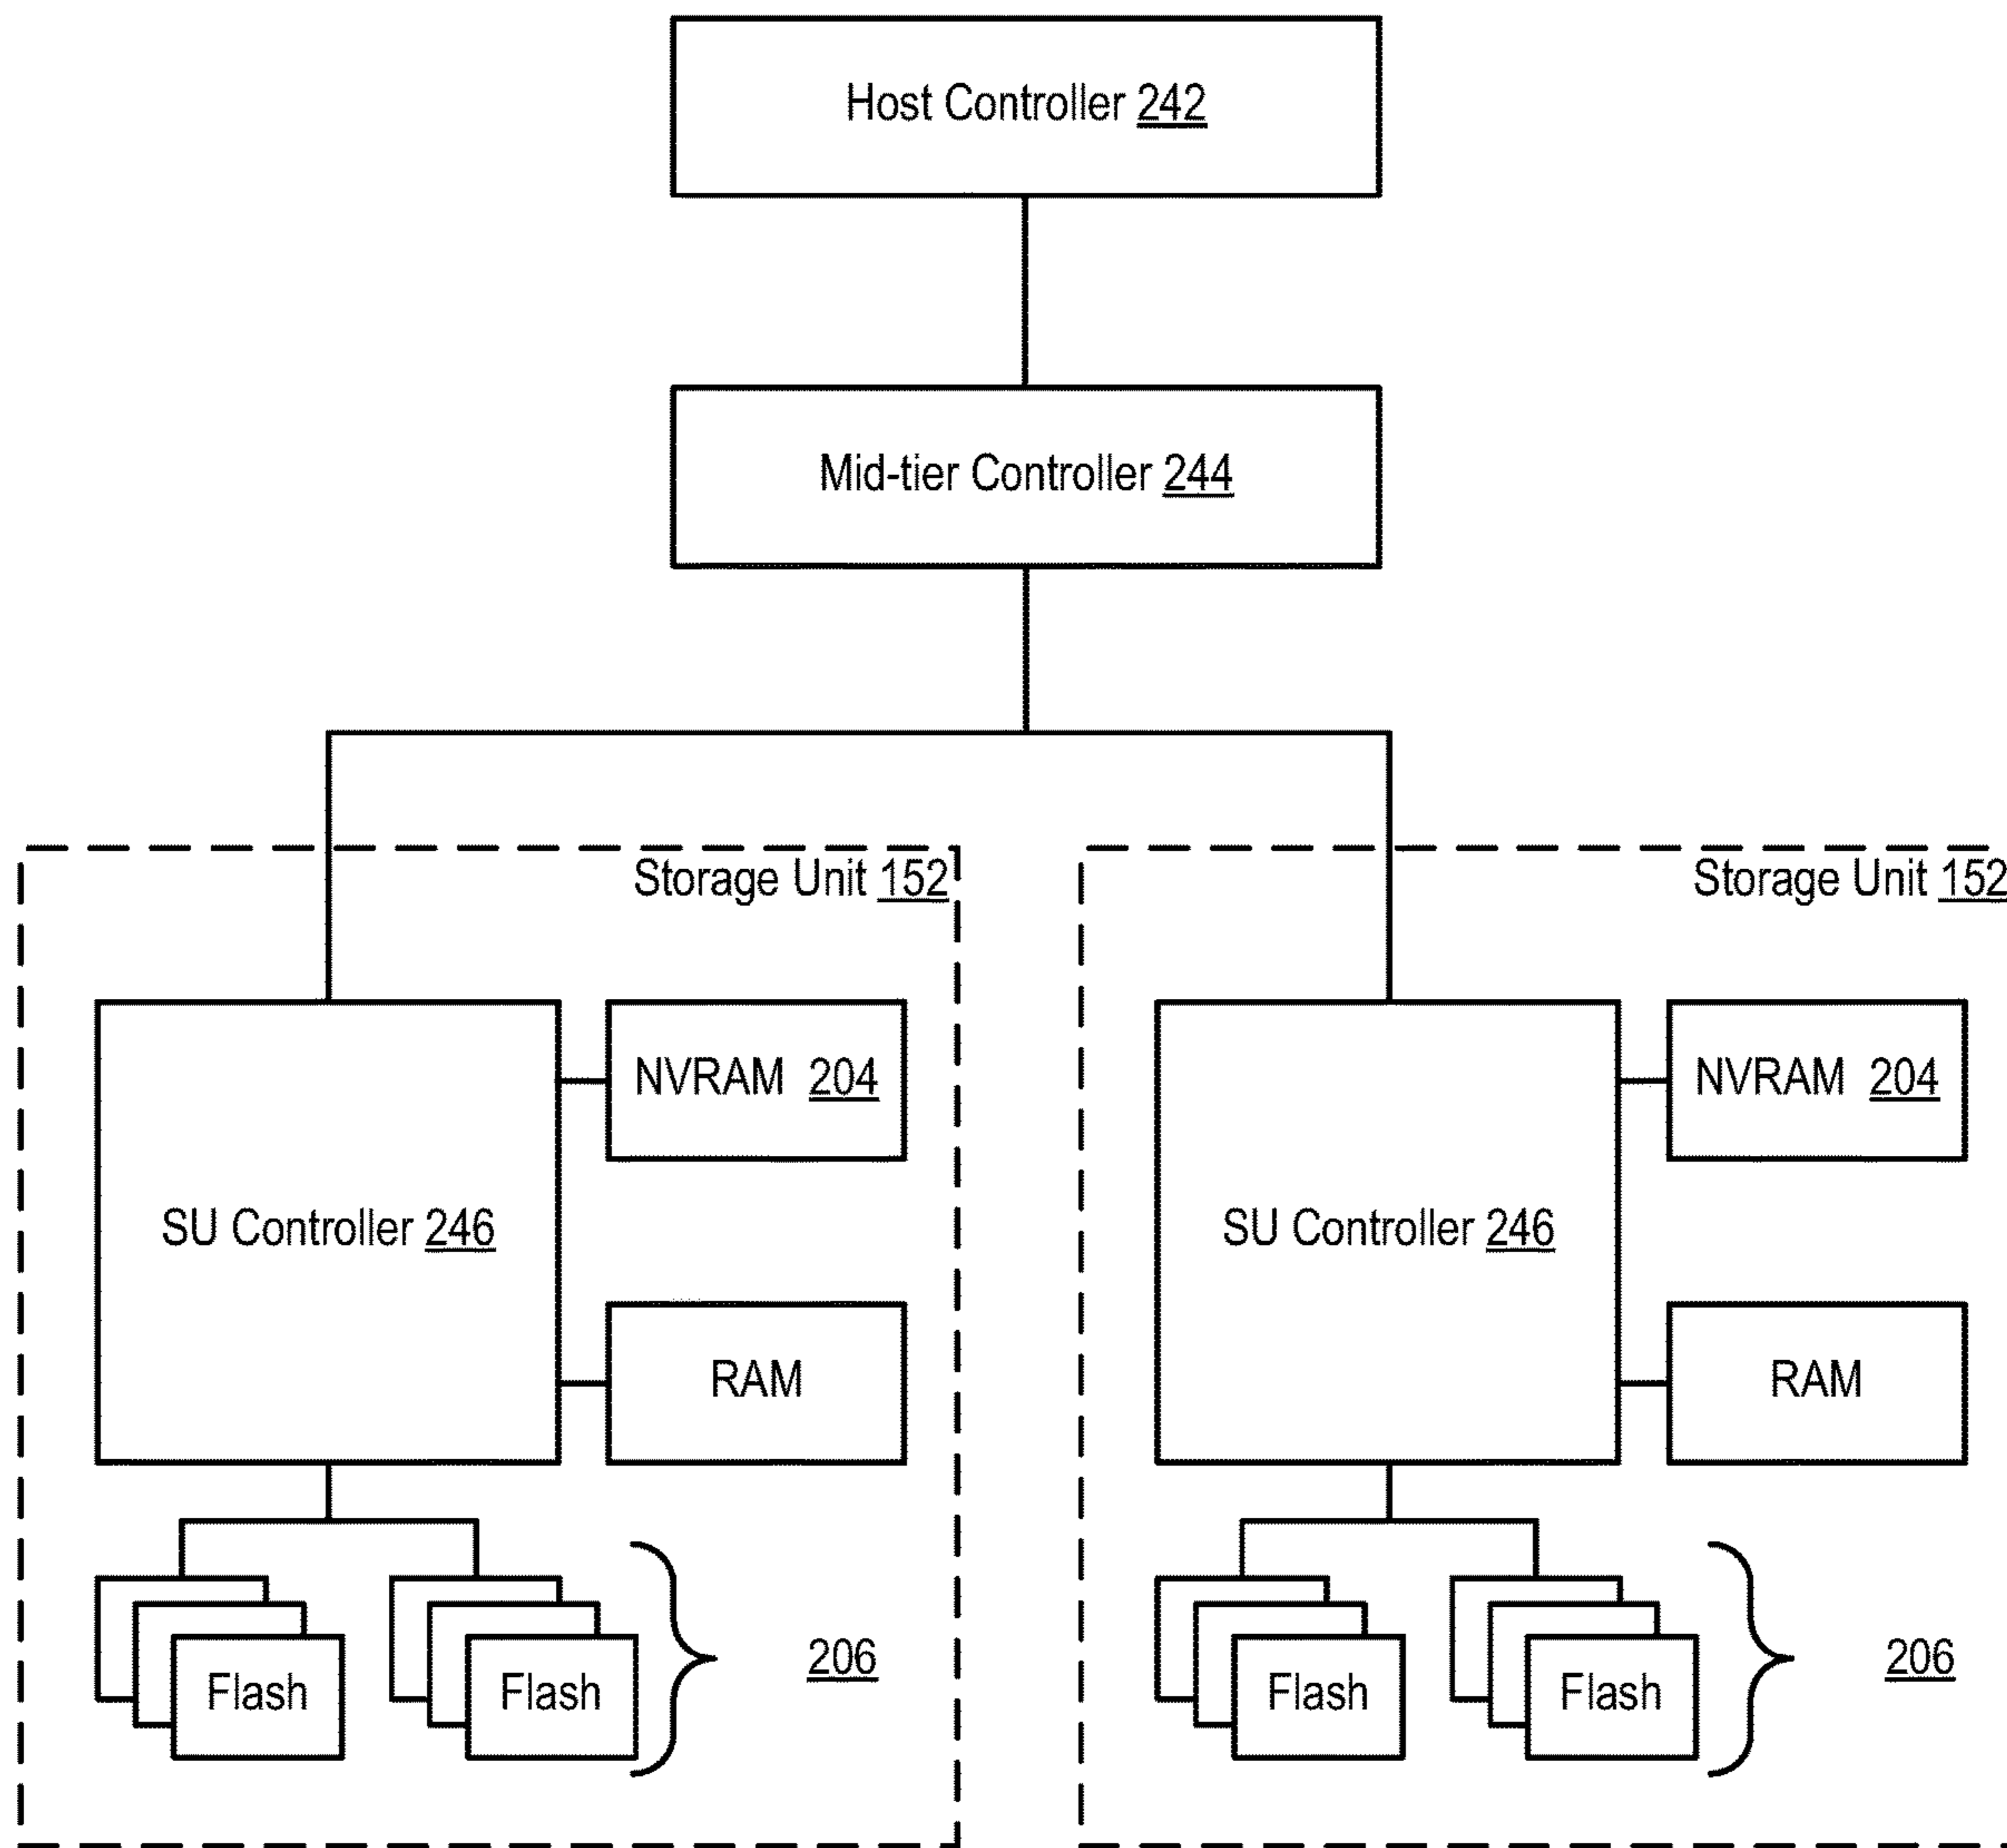 Host Controller 242
Mid-tier Controller 244
Storage Unit 152
Storage Unit 152
NVRAM 204
NVRAM 204
SU Controller 246
SU Controller 246
RAM
RAM
Flash
Flash
206
Flash
Flash
206